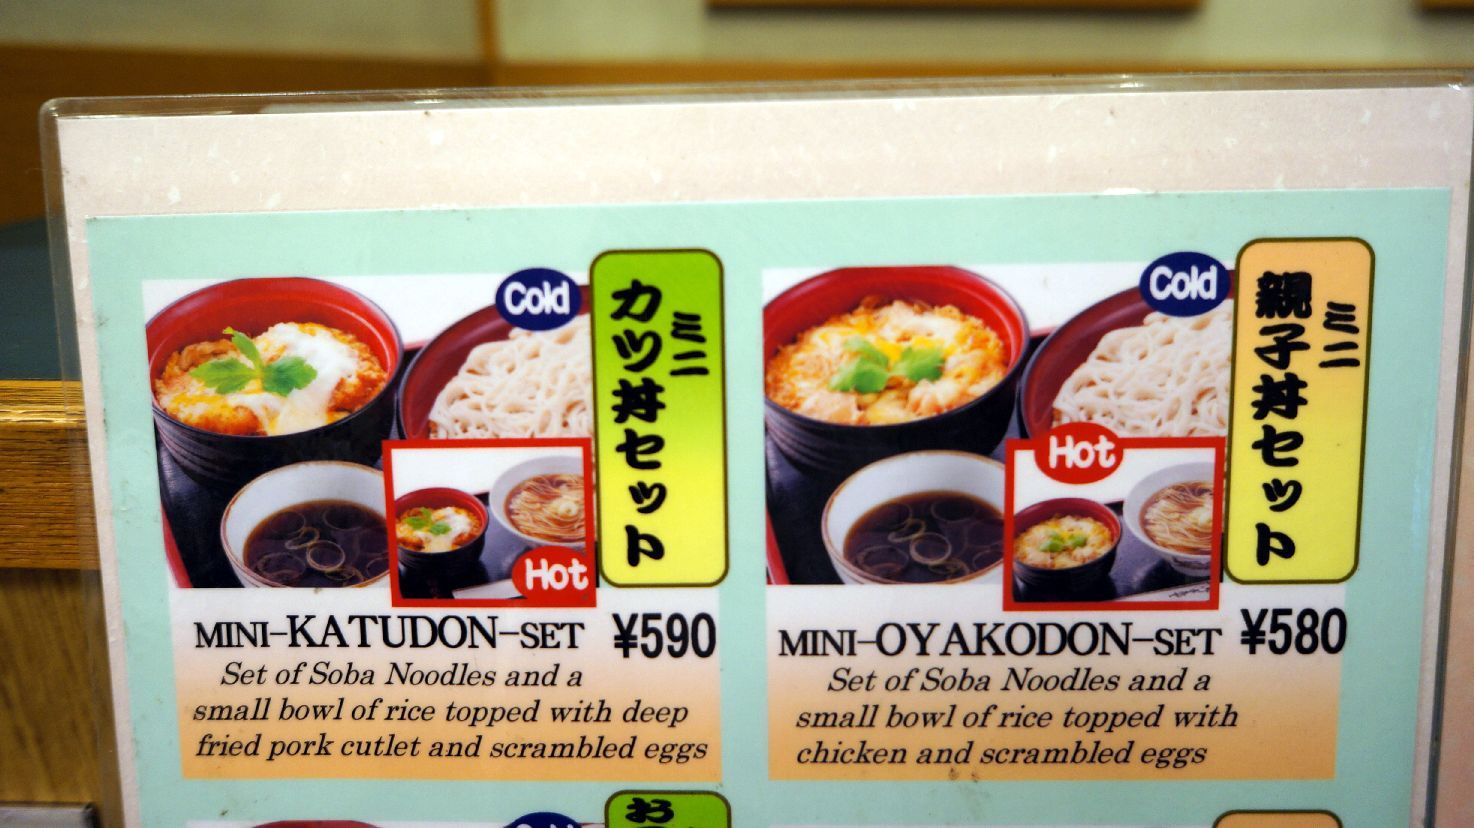 Cold
ミニ
カツ丼セット
Hot
MINI-KATUDON-SET ¥590
Set of Soba Noodles and a
small bowl of rice topped with deep
fried pork cutlet and scrambled eggs
Cold
ミニ
親子丼セット
Hot
MINI-OYAKODON-SET ¥580
Set of Soba Noodles and a
small bowl of rice topped with
chicken and scrambled eggs
お